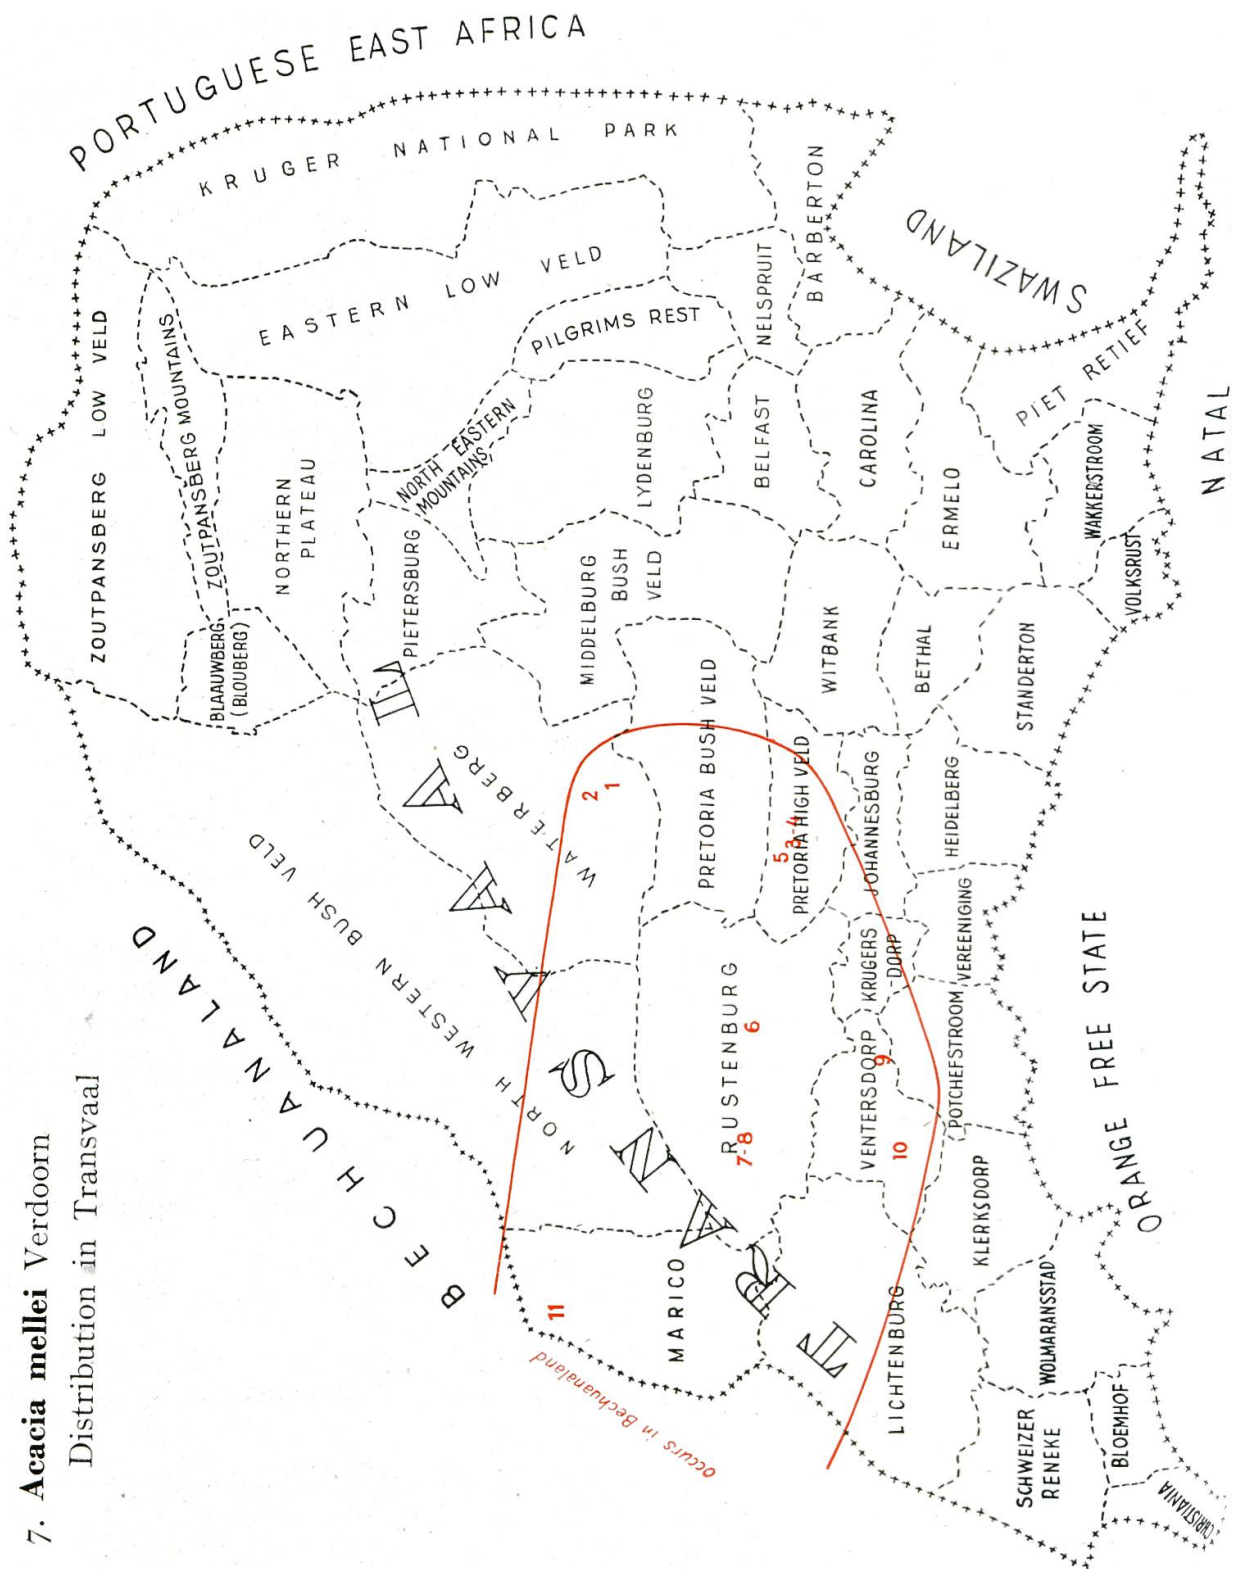 7. Acacia mellei Verdoorn
Distribution in Transvaal
PORTUGUESE EAST AFRICA
BECHUANALAND
SWAZILAND
NATAL
ORANGE FREE STATE
TRANSVAAL
KRUGER NATIONAL PARK
ZOUTPANSBERG LOW VELD
ZOUTPANSBERG MOUNTAINS
BLAAUWBERG
(BLOUBERG)
NORTHERN
PLATEAU
EASTERN LOW VELD
PIETERSBURG
NORTH EASTERN
MOUNTAINS
PILGRIMS REST
LYDENBURG
NELSPRUIT
BARBERTON
BELFAST
CAROLINA
MIDDELBURG
BUSH
VELD
WATERBERG
NORTH WESTERN BUSH VELD
PRETORIA BUSH VELD
PRETORIA HIGH VELD
WITBANK
BETHAL
ERMELO
PIET RETIEF
WAKKERSTROOM
VOLKSRUST
STANDERTON
HEIDELBERG
JOHANNESBURG
VEREENIGING
KRUGERS
DORP
POTCHEFSTROOM
RUSTENBURG
VENTERSDORP
MARICO
LICHTENBURG
KLERKSDORP
WOLMARANSSTAD
SCHWEIZER
RENEKE
BLOEMHOF
CHRISTIANIA
2
1
5
3-4
6
7-8
9
10
11
occurs in Bechuanaland